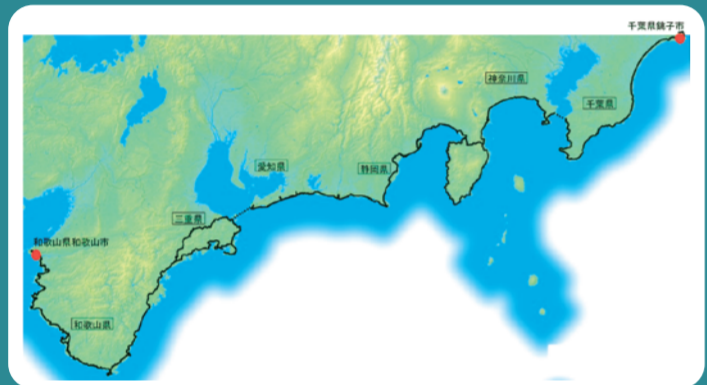 千葉県銚子市
神奈川県
千葉県
愛知県
静岡県
三重県
和歌山県和歌山市
和歌山県